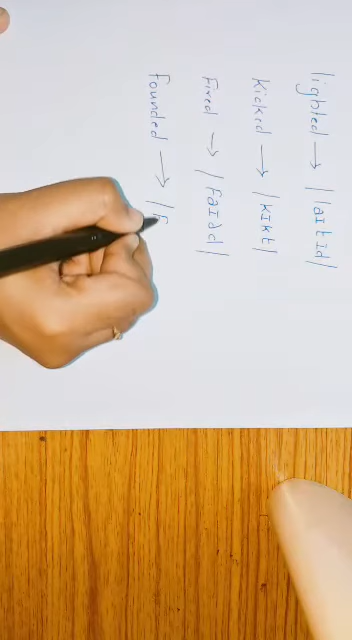 lighted → /laɪtɪd/
Kicked → /kɪkt/
Fired → /faɪəd/
Founded → /F